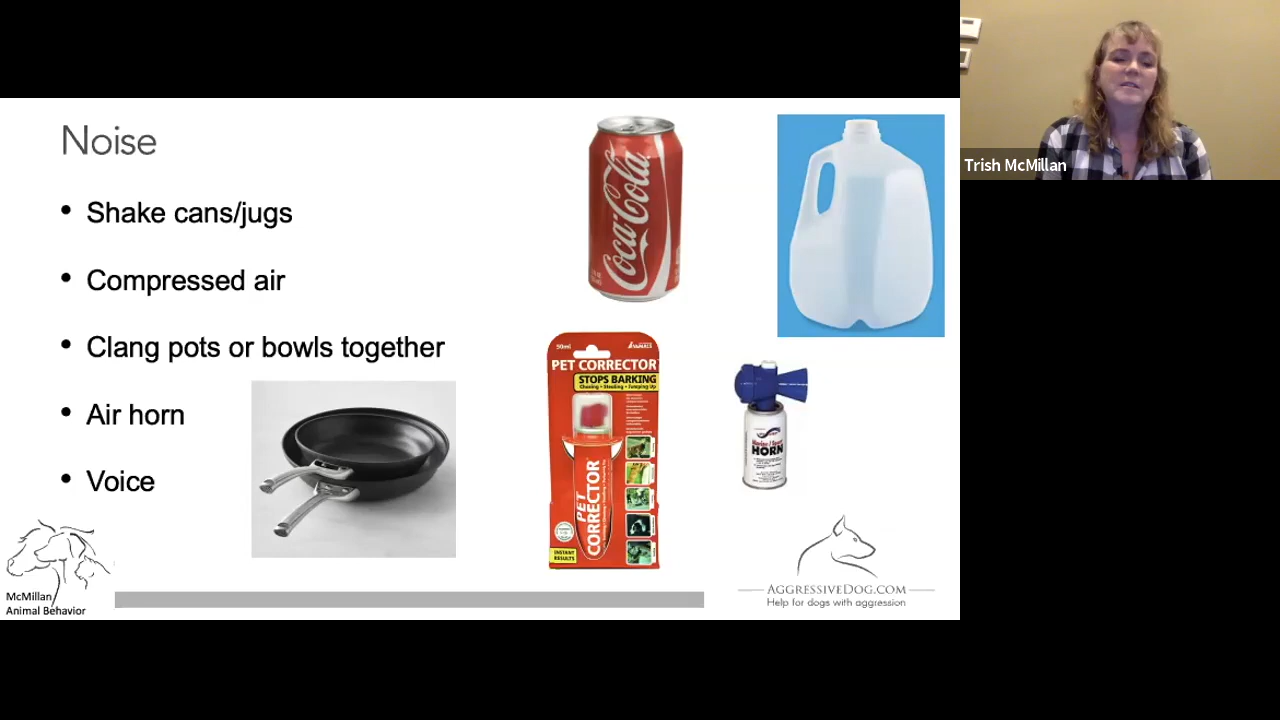 Noise
• Shake cans/jugs
• Compressed air
• Clang pots or bowls together
• Air horn
• Voice
Coca-Cola
50ml
PET CORRECTOR
STOPS BARKING
Chasing • Stealing • Jumping Up
PET
CORRECTOR
INSTANT
RESULTS
HORN
McMillan
Animal Behavior
AGGRESSIVEDOG.COM
Help for dogs with aggression
Trish McMillan